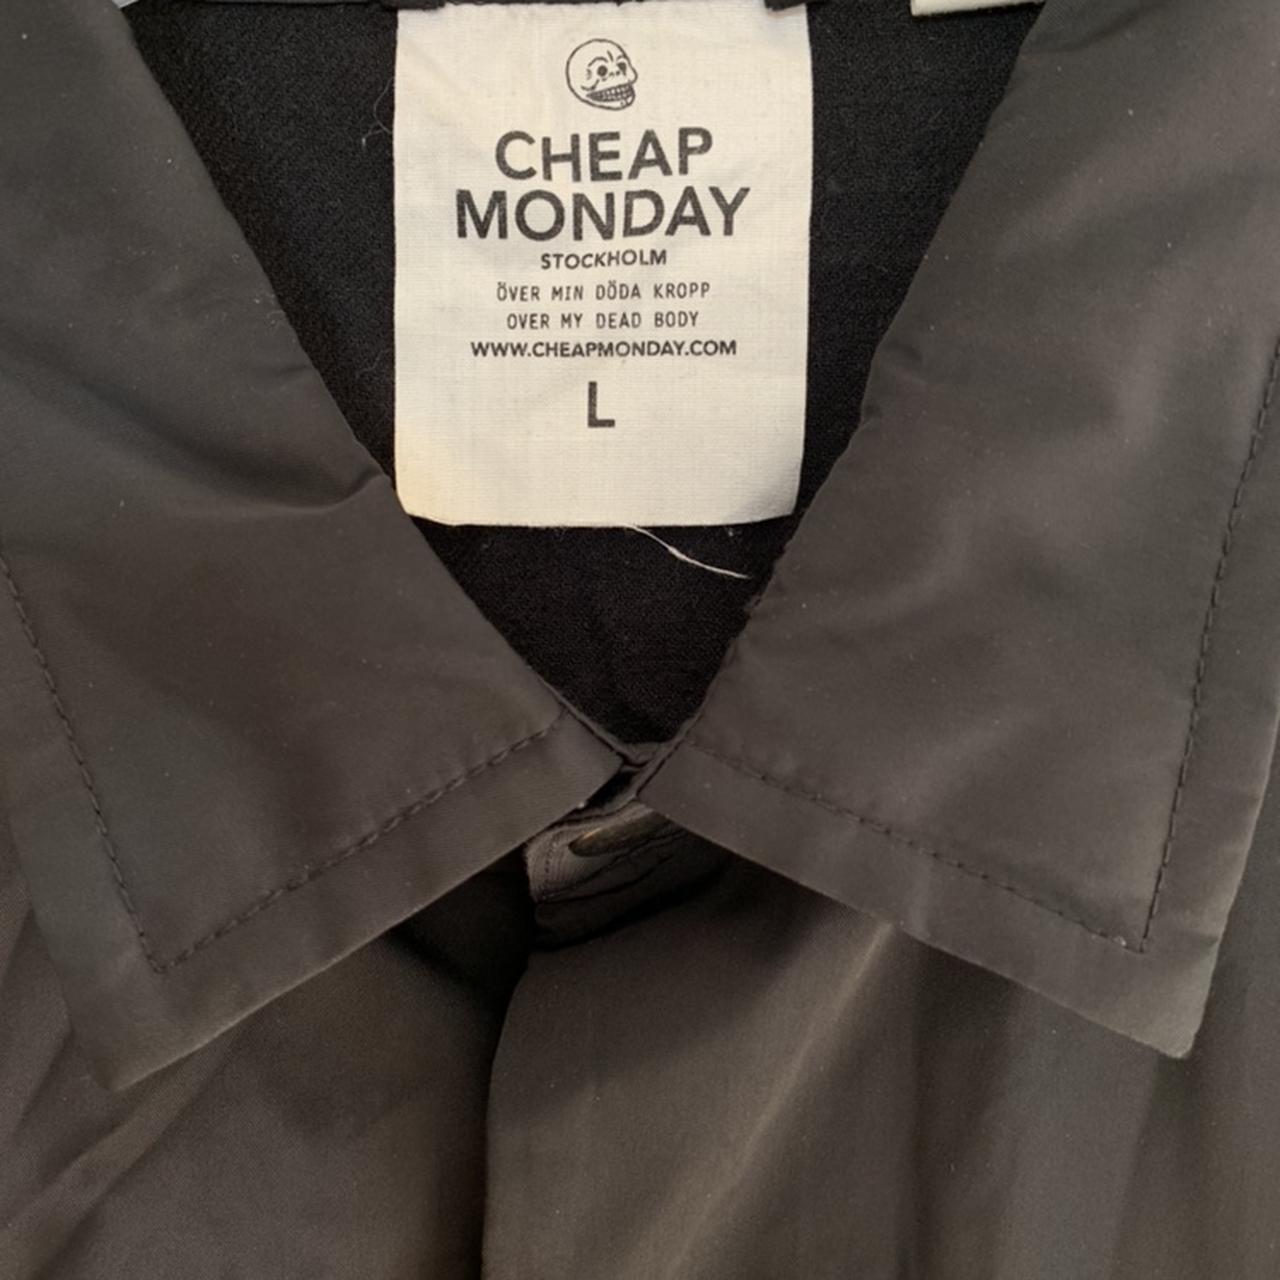 CHEAP
MONDAY
STOCKHOLM
ÖVER MIN DÖDA KROPP
OVER MY DEAD BODY
WWW.CHEAPMONDAY.COM
L